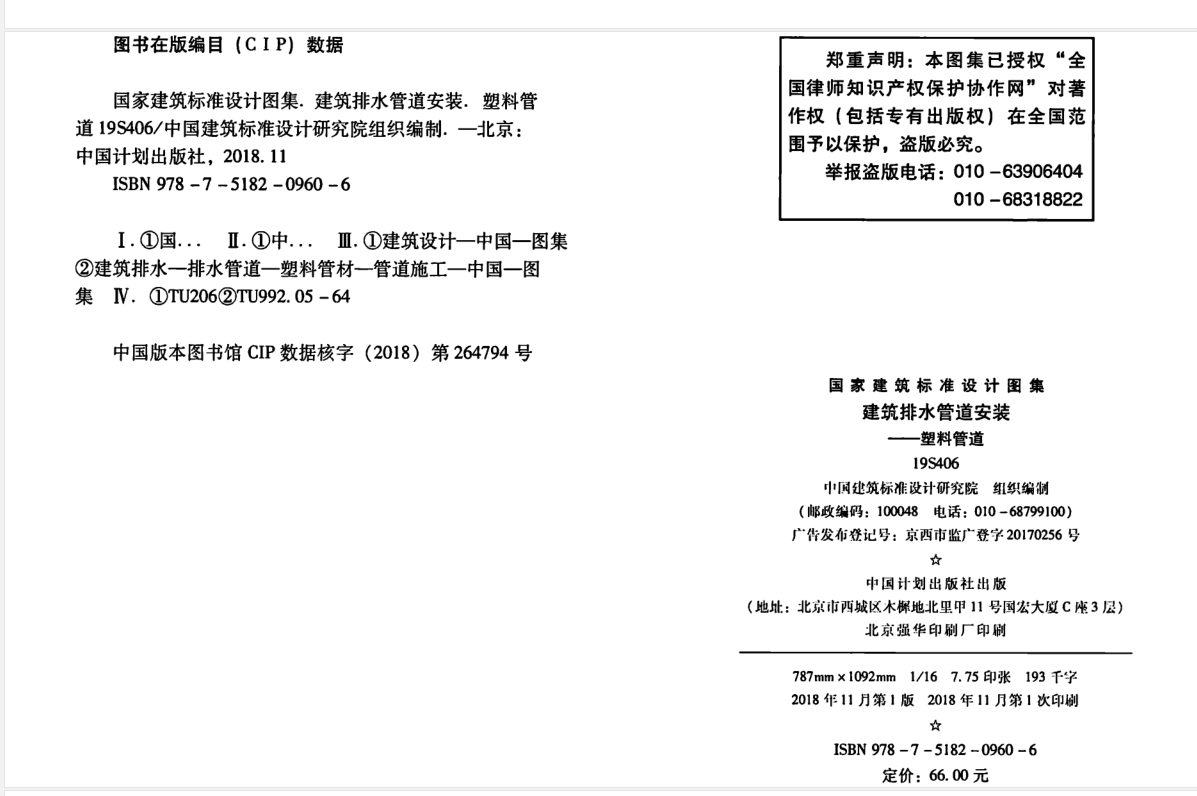 图书在版编目（CIP）数据
国家建筑标准设计图集．建筑排水管道安装．塑料管
道 19S406/中国建筑标准设计研究院组织编制．—北京：
中国计划出版社，2018.11
ISBN 978－7－5182－0960－6
Ⅰ.①国... Ⅱ.①中... Ⅲ.①建筑设计—中国—图集
②建筑排水—排水管道—塑料管材—管道施工—中国—图
集 Ⅳ．①TU206②TU992.05－64
中国版本图书馆 CIP 数据核字（2018）第 264794 号
郑重声明：本图集已授权“全
国律师知识产权保护协作网”对著
作权（包括专有出版权）在全国范
围予以保护，盗版必究。
举报盗版电话：010－63906404
010－68318822
国家建筑标准设计图集
建筑排水管道安装
——塑料管道
19S406
中国建筑标准设计研究院 组织编制
（邮政编码：100048 电话：010－68799100）
广告发布登记号：京西市监广登字 20170256 号
☆
中国计划出版社出版
（地址：北京市西城区木樨地北里甲 11 号国宏大厦 C 座 3 层）
北京强华印刷厂印刷
787mm×1092mm 1/16 7.75 印张 193 千字
2018 年 11 月第 1 版 2018 年 11 月第 1 次印刷
☆
ISBN 978－7－5182－0960－6
定价：66.00 元